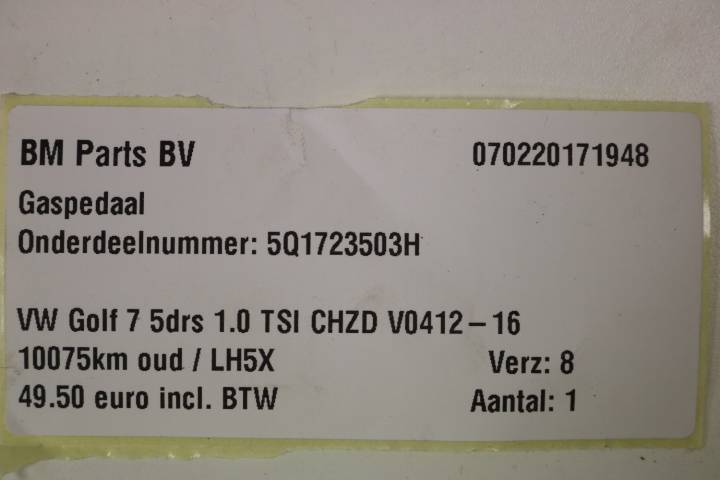 BM Parts BV 070220171948
Gaspedaal
Onderdeelnummer: 5Q1723503H
VW Golf 7 5drs 1.0 TSI CHZD V0412-16
10075km oud / LH5X Verz: 8
49.50 euro incl. BTW Aantal: 1